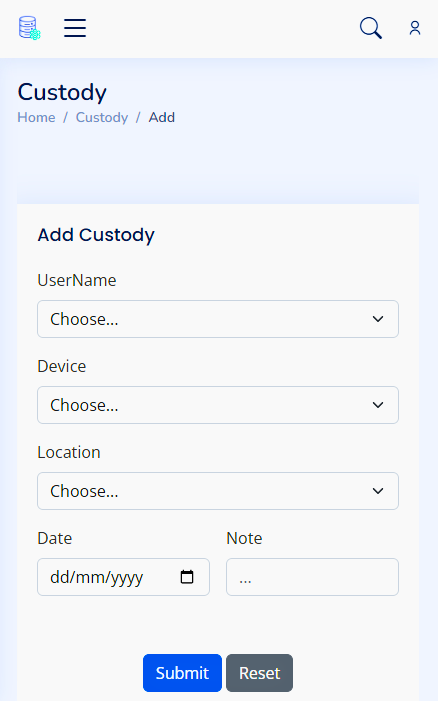 Custody
Home / Custody / Add
Add Custody
UserName
Choose...
Device
Choose...
Location
Choose...
Date Note
dd/mm/yyyy ...
Submit Reset